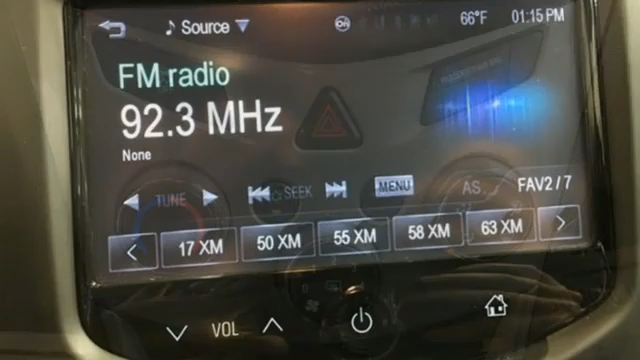 Source 66°F 01:15 PM
FM radio
92.3 MHz
None
TUNE SEEK MENU AS... FAV2 / 7
< 17 XM 50 XM 55 XM 58 XM 63 XM >
VOL